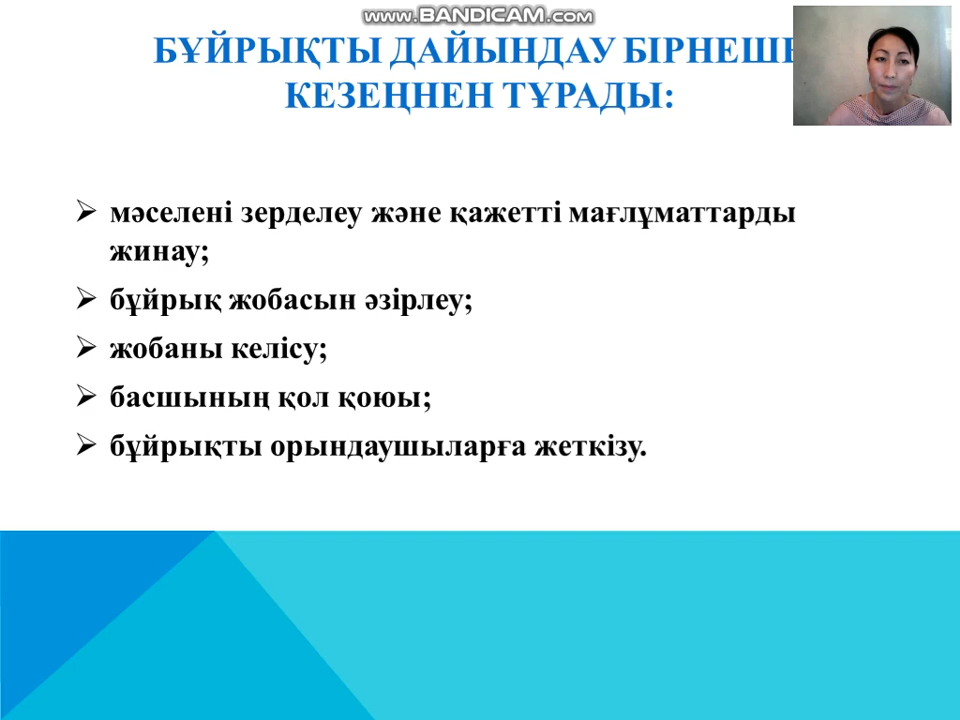 www.BANDICAM.com
БҰЙРЫҚТЫ ДАЙЫНДАУ БІРНЕШЕ
КЕЗЕҢНЕН ТҰРАДЫ:
➢ мәселені зерделеу және қажетті мағлұматтарды
жинау;
➢ бұйрық жобасын әзірлеу;
➢ жобаны келісу;
➢ басшының қол қоюы;
➢ бұйрықты орындаушыларға жеткізу.